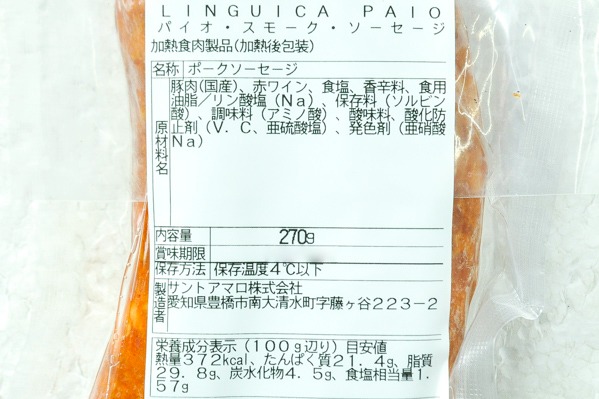 LINGUICA PAIO
パイオ・スモーク・ソーセージ
加熱食肉製品(加熱後包装)
名称 ポークソーセージ
原材料名
豚肉(国産)、赤ワイン、食塩、香辛料、食用
油脂／リン酸塩(Na)、保存料(ソルビン
酸)、調味料(アミノ酸)、酸味料、酸化防
止剤(V.C、亜硫酸塩)、発色剤(亜硝酸
Na)
内容量 270g
賞味期限
保存方法 保存温度4℃以下
製造者
サントアマロ株式会社
愛知県豊橋市南大清水町字藤ヶ谷223-2
栄養成分表示(100g辺り)目安値
熱量372kcal、たんぱく質21.4g、脂質
29.8g、炭水化物4.5g、食塩相当量1.
57g